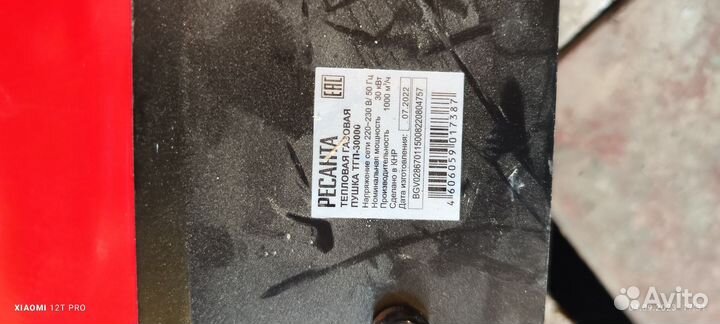 EAC
РЕСАНТА
ТЕПЛОВАЯ ГАЗОВАЯ
ПУШКА ТГП-30000
Напряжение сети 220–230 В/ 50 Гц
Номинальная мощность 30 кВт
Производительность 1000 м³/ч
Сделано в КНР
Дата изготовления: 07.2022
BGV028670115008220804757
4 606059 017387
XIAOMI 12T PRO
Avito